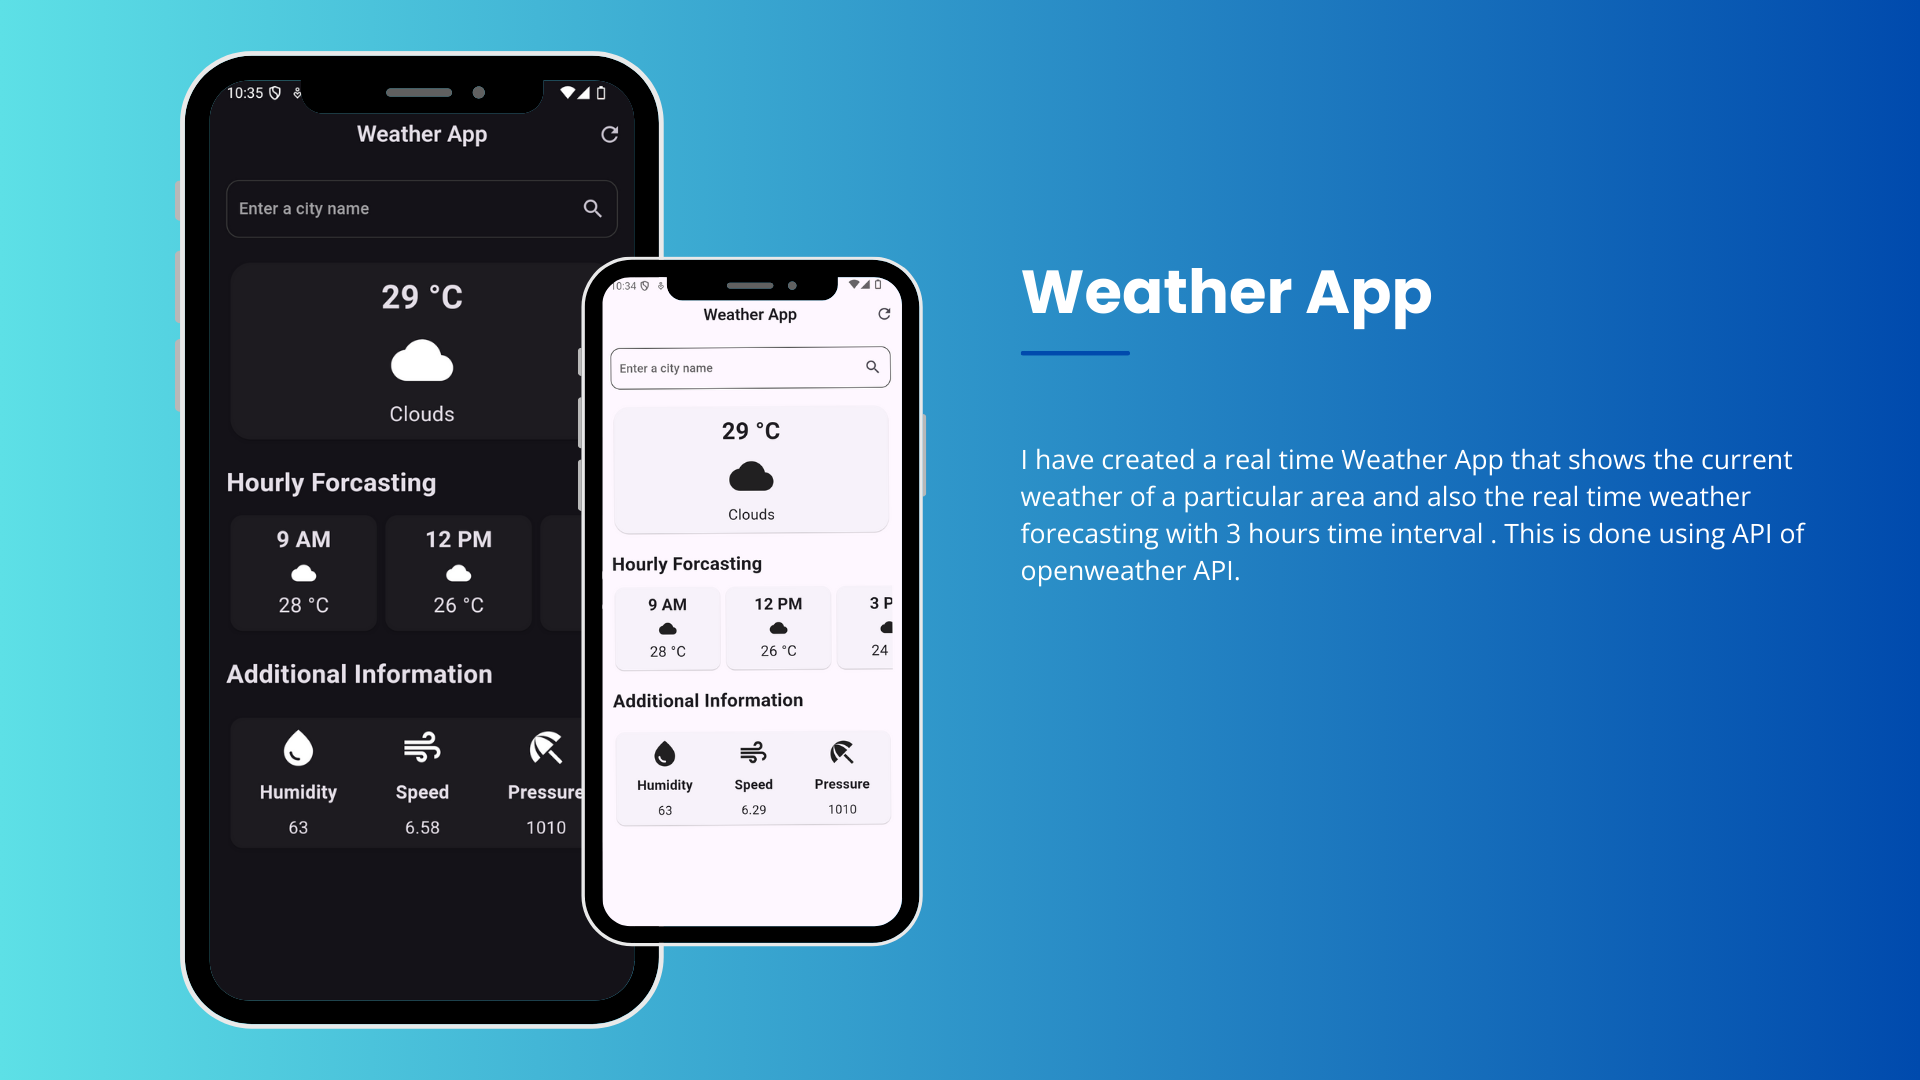 10:35
Weather App
Enter a city name
29 °C
Clouds
Hourly Forcasting
9 AM
12 PM
28 °C
26 °C
Additional Information
Humidity
Speed
Pressure
63
6.58
1010
10:34
Weather App
Enter a city name
29 °C
Clouds
Hourly Forcasting
9 AM
12 PM
3 P
28 °C
26 °C
24
Additional Information
Humidity
Speed
Pressure
63
6.29
1010
Weather App
I have created a real time Weather App that shows the current
weather of a particular area and also the real time weather
forecasting with 3 hours time interval . This is done using API of
openweather API.